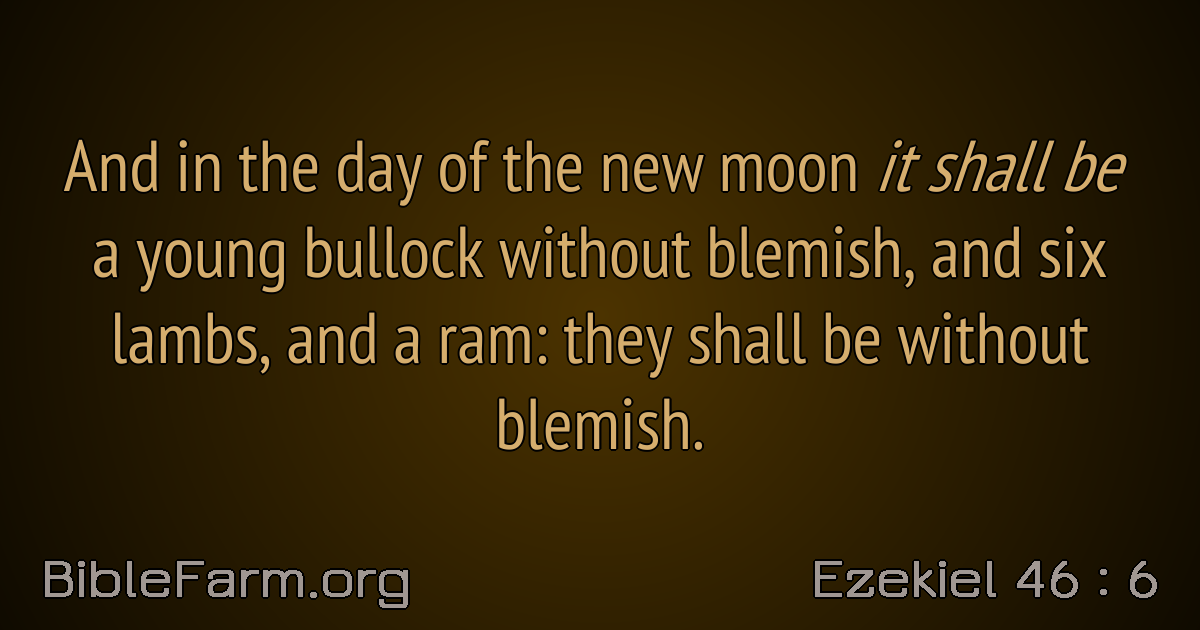 And in the day of the new moon it shall be
a young bullock without blemish, and six
lambs, and a ram: they shall be without
blemish.
BibleFarm.org
Ezekiel 46 : 6